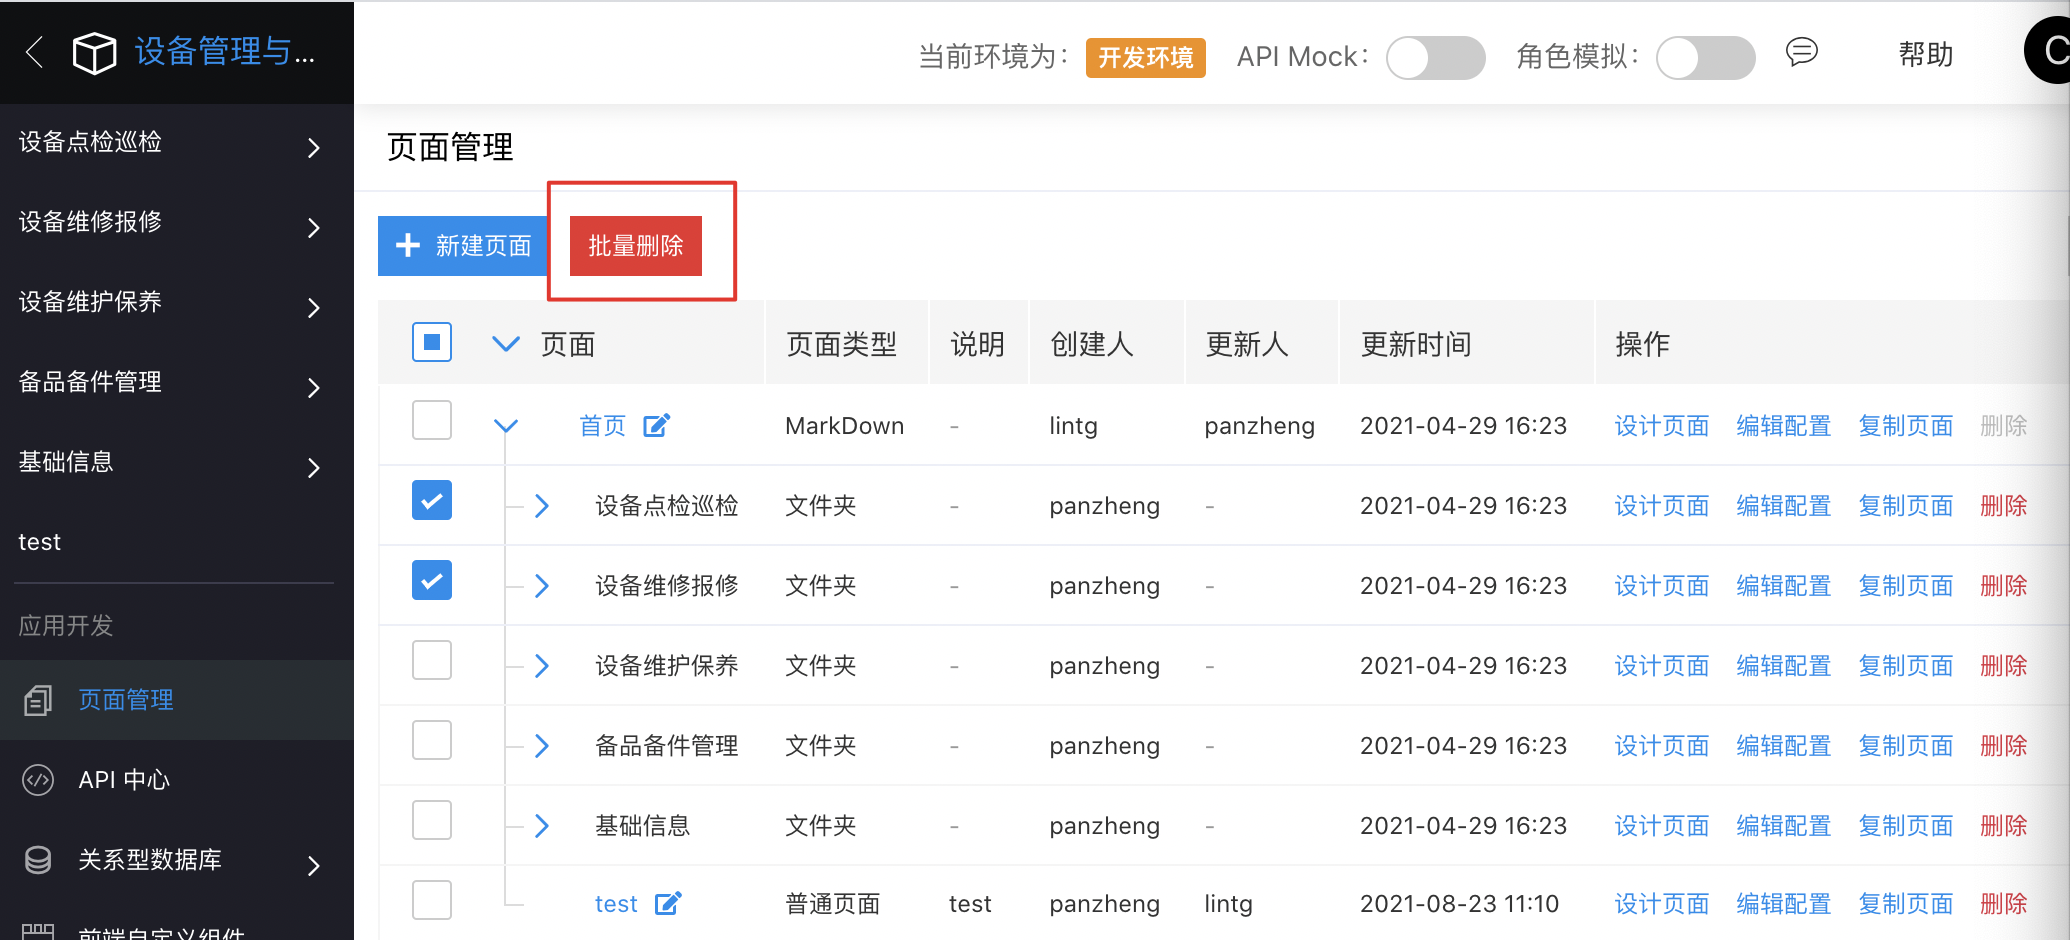 设备管理与...
当前环境为：
开发环境
API Mock：
角色模拟：
帮助
C
设备点检巡检
设备维修报修
设备维护保养
备品备件管理
基础信息
test
应用开发
页面管理
API 中心
关系型数据库
前端自定义组件
页面管理
新建页面
批量删除
页面 页面类型 说明 创建人 更新人 更新时间 操作
首页 MarkDown - lintg panzheng 2021-04-29 16:23 设计页面 编辑配置 复制页面 删除
设备点检巡检 文件夹 - panzheng - 2021-04-29 16:23 设计页面 编辑配置 复制页面 删除
设备维修报修 文件夹 - panzheng - 2021-04-29 16:23 设计页面 编辑配置 复制页面 删除
设备维护保养 文件夹 - panzheng - 2021-04-29 16:23 设计页面 编辑配置 复制页面 删除
备品备件管理 文件夹 - panzheng - 2021-04-29 16:23 设计页面 编辑配置 复制页面 删除
基础信息 文件夹 - panzheng - 2021-04-29 16:23 设计页面 编辑配置 复制页面 删除
test 普通页面 test panzheng lintg 2021-08-23 11:10 设计页面 编辑配置 复制页面 删除